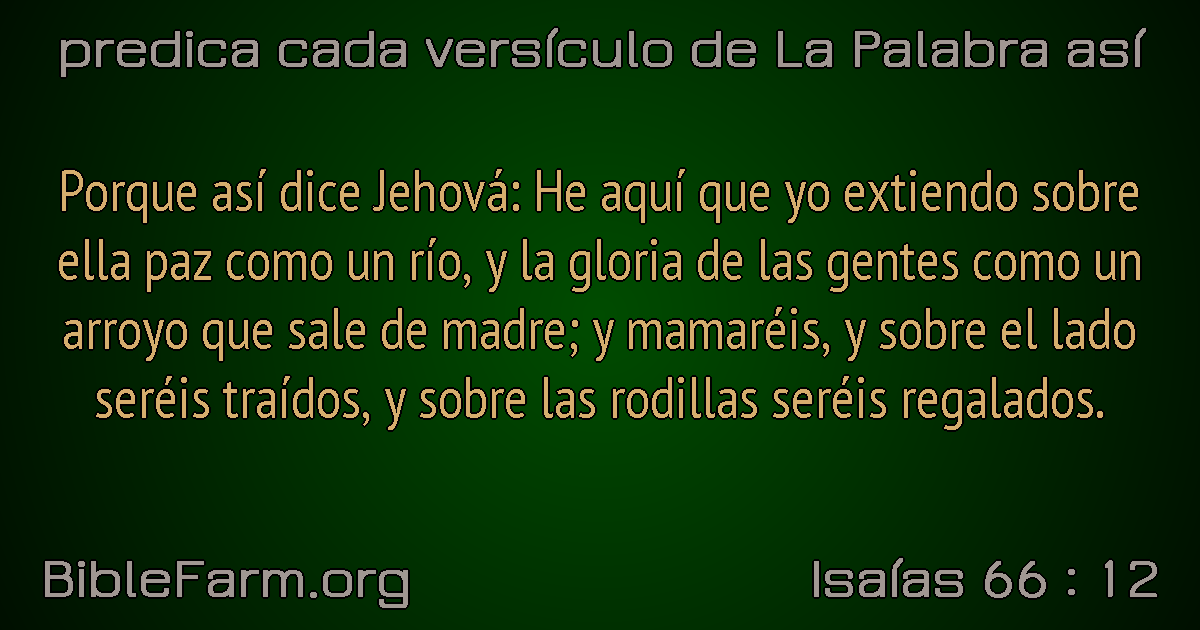 predica cada versículo de La Palabra así
Porque así dice Jehová: He aquí que yo extiendo sobre
ella paz como un río, y la gloria de las gentes como un
arroyo que sale de madre; y mamaréis, y sobre el lado
seréis traídos, y sobre las rodillas seréis regalados.
BibleFarm.org
Isaías 66 : 12